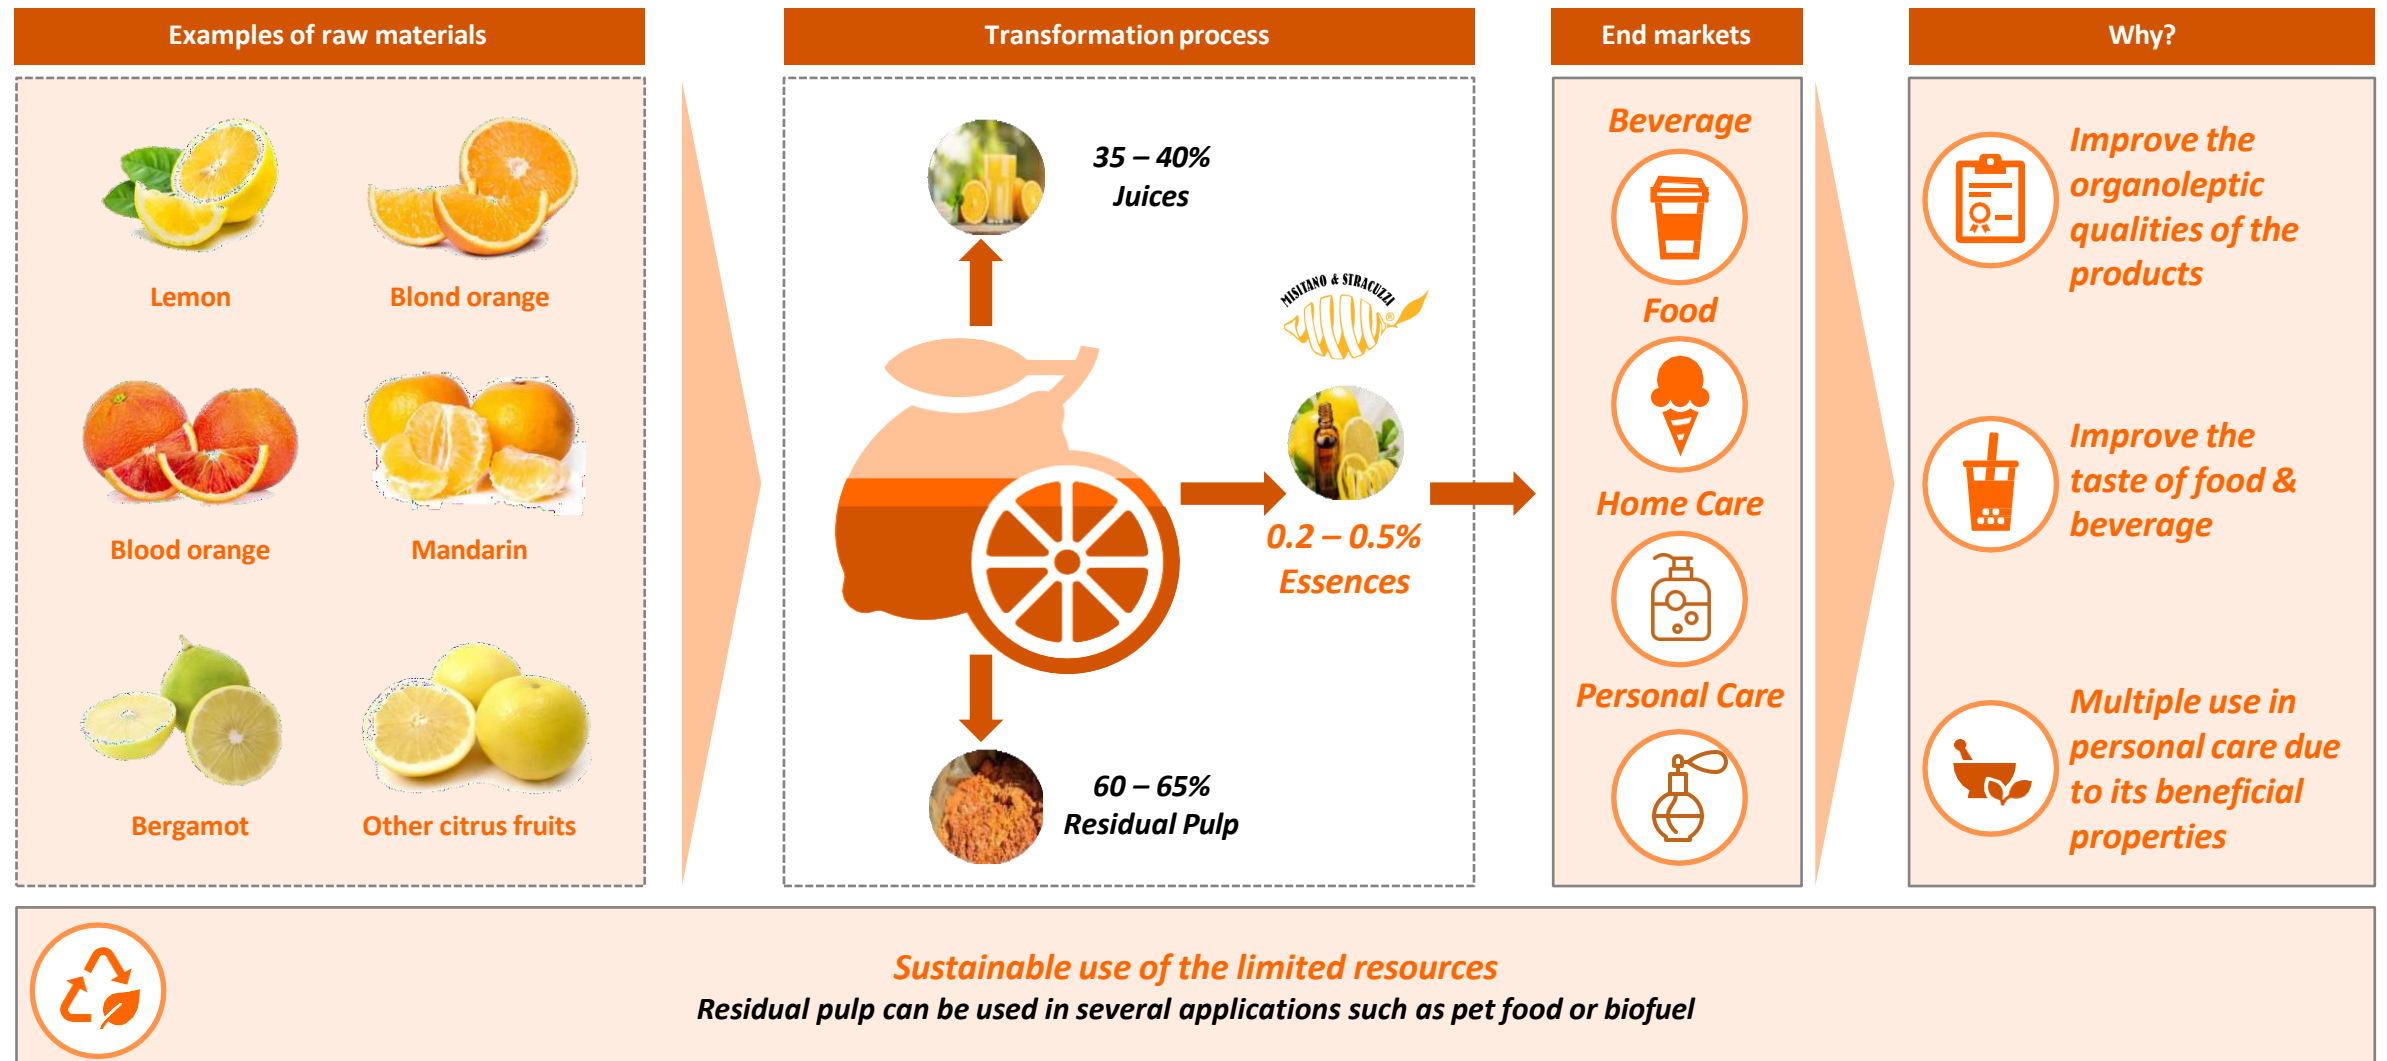 Examples of raw materials
Transformation process
End markets
Why?
Lemon
Blond orange
Blood orange
Mandarin
Bergamot
Other citrus fruits
35 – 40%
Juices
MISITANO & STRACUZZI
®
0.2 – 0.5%
Essences
60 – 65%
Residual Pulp
Beverage
Food
Home Care
Personal Care
Improve the
organoleptic
qualities of the
products
Improve the
taste of food &
beverage
Multiple use in
personal care due
to its beneficial
properties
Sustainable use of the limited resources
Residual pulp can be used in several applications such as pet food or biofuel